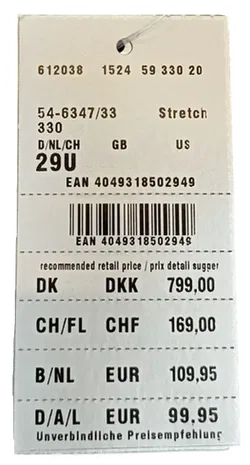 612038 1524 59 330 20
54-6347/33 Stretch
330
D/NL/CH GB US
29U
EAN 4049318502949
EAN 4049318502949
recommended retail price / prix detail sugger
DK DKK 799,00
CH/FL CHF 169,00
B/NL EUR 109,95
D/A/L EUR 99.95
Unverbindliche Preisempfehlung